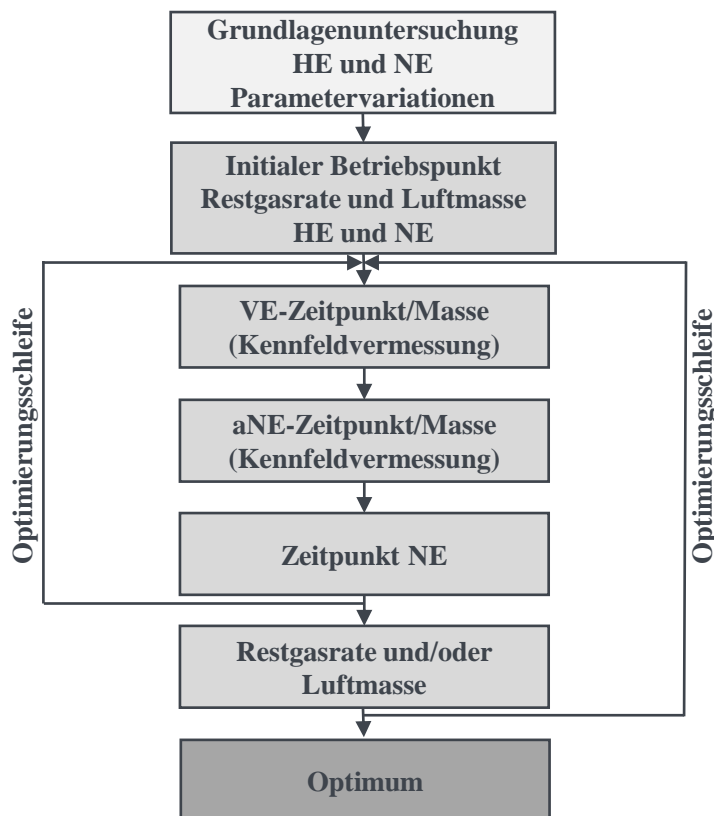 Grundlagenuntersuchung
HE und NE
Parametervariationen
Initialer Betriebspunkt
Restgasrate und Luftmasse
HE und NE
VE-Zeitpunkt/Masse
(Kennfeldvermessung)
aNE-Zeitpunkt/Masse
(Kennfeldvermessung)
Zeitpunkt NE
Restgasrate und/oder
Luftmasse
Optimum
Optimierungsschleife
Optimierungsschleife